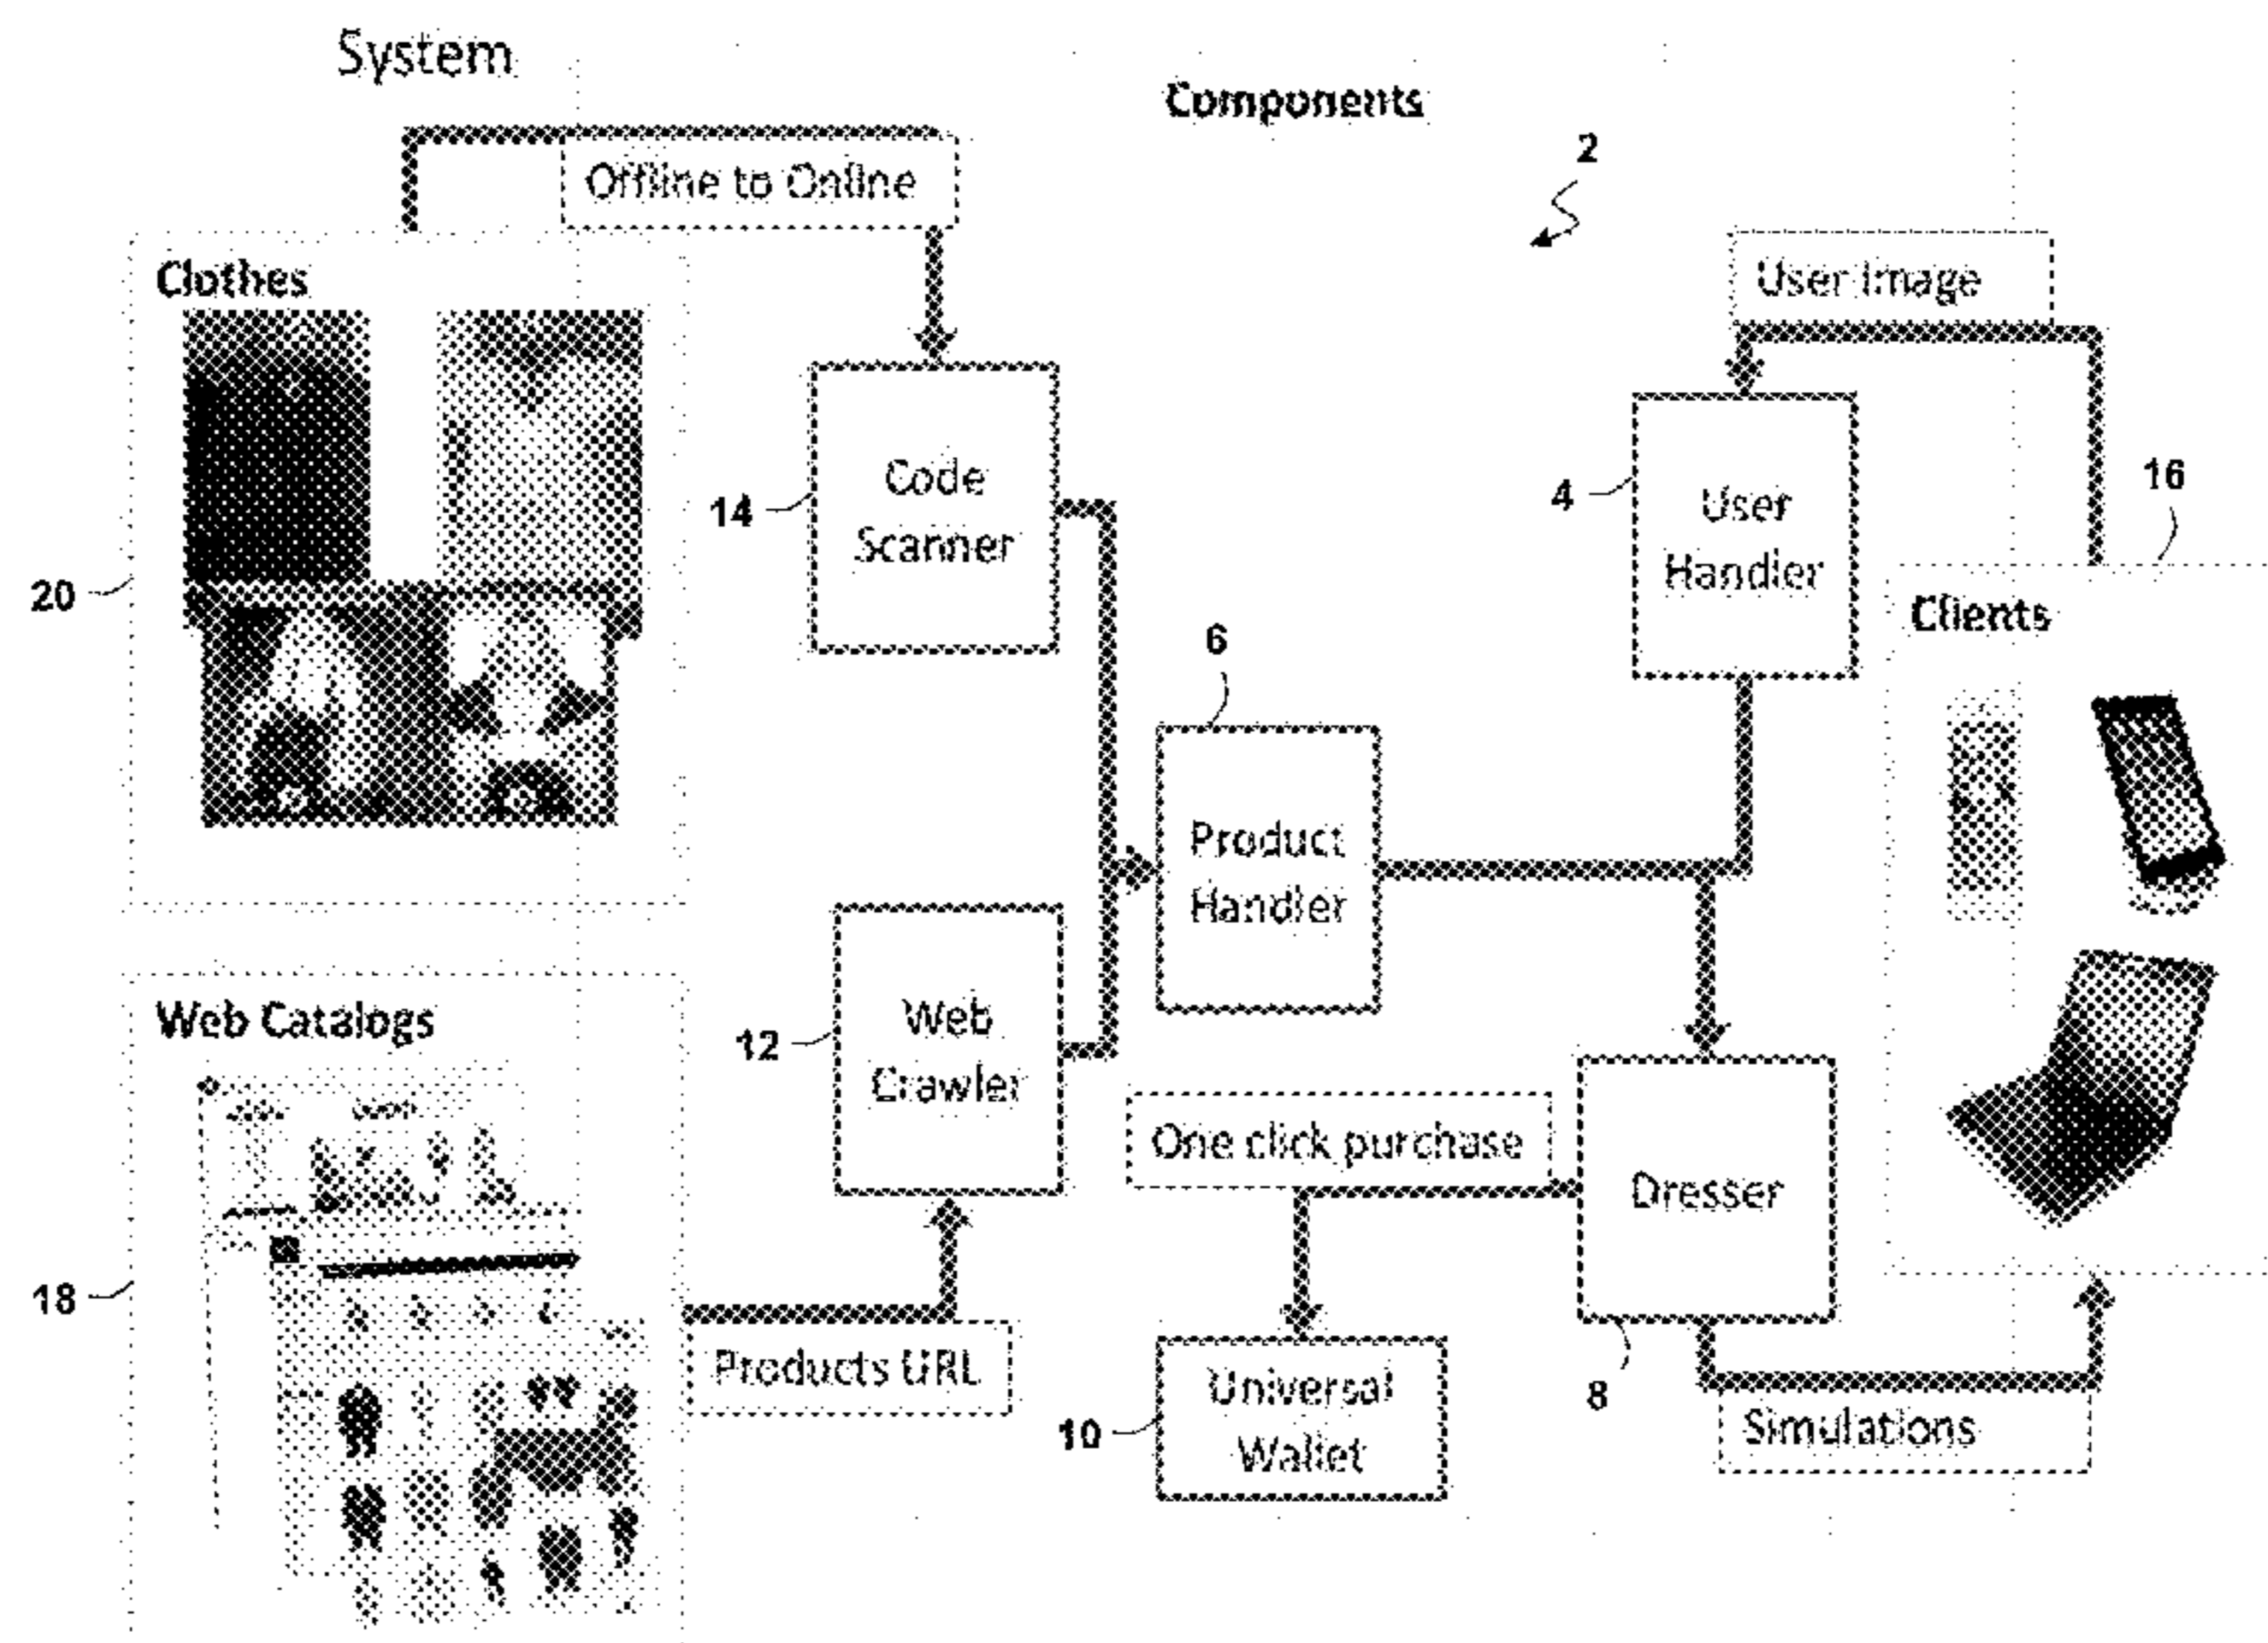 System
Components
2
Offline to Online
User Image
Clothes
Code
Scanner
14
4
User
Handler
16
Clients
20
6
Product
Handler
Web Catalogs
12
Web
Crawler
One click purchase
Dresser
18
Products URL
10
Universal
Wallet
8
Simulations